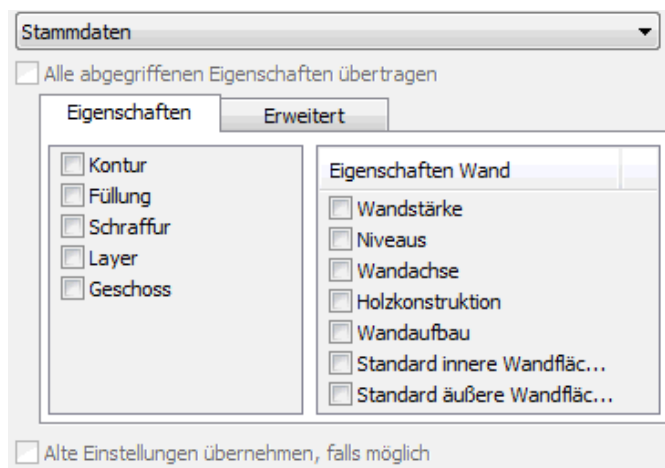 Stammdaten
Alle abgegriffenen Eigenschaften übertragen
Eigenschaften
Erweitert
Kontur
Füllung
Schraffur
Layer
Geschoss
Eigenschaften Wand
Wandstärke
Niveaus
Wandachse
Holzkonstruktion
Wandaufbau
Standard innere Wandfläc...
Standard äußere Wandfläc...
Alte Einstellungen übernehmen, falls möglich